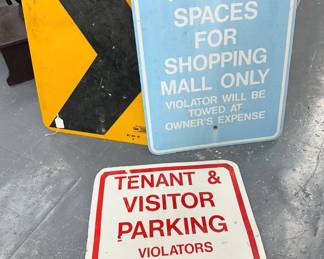 SPACES
FOR
SHOPPING
MALL ONLY
VIOLATOR WILL BE
TOWED AT
OWNER'S EXPENSE
TENANT &
VISITOR
PARKING
VIOLATORS